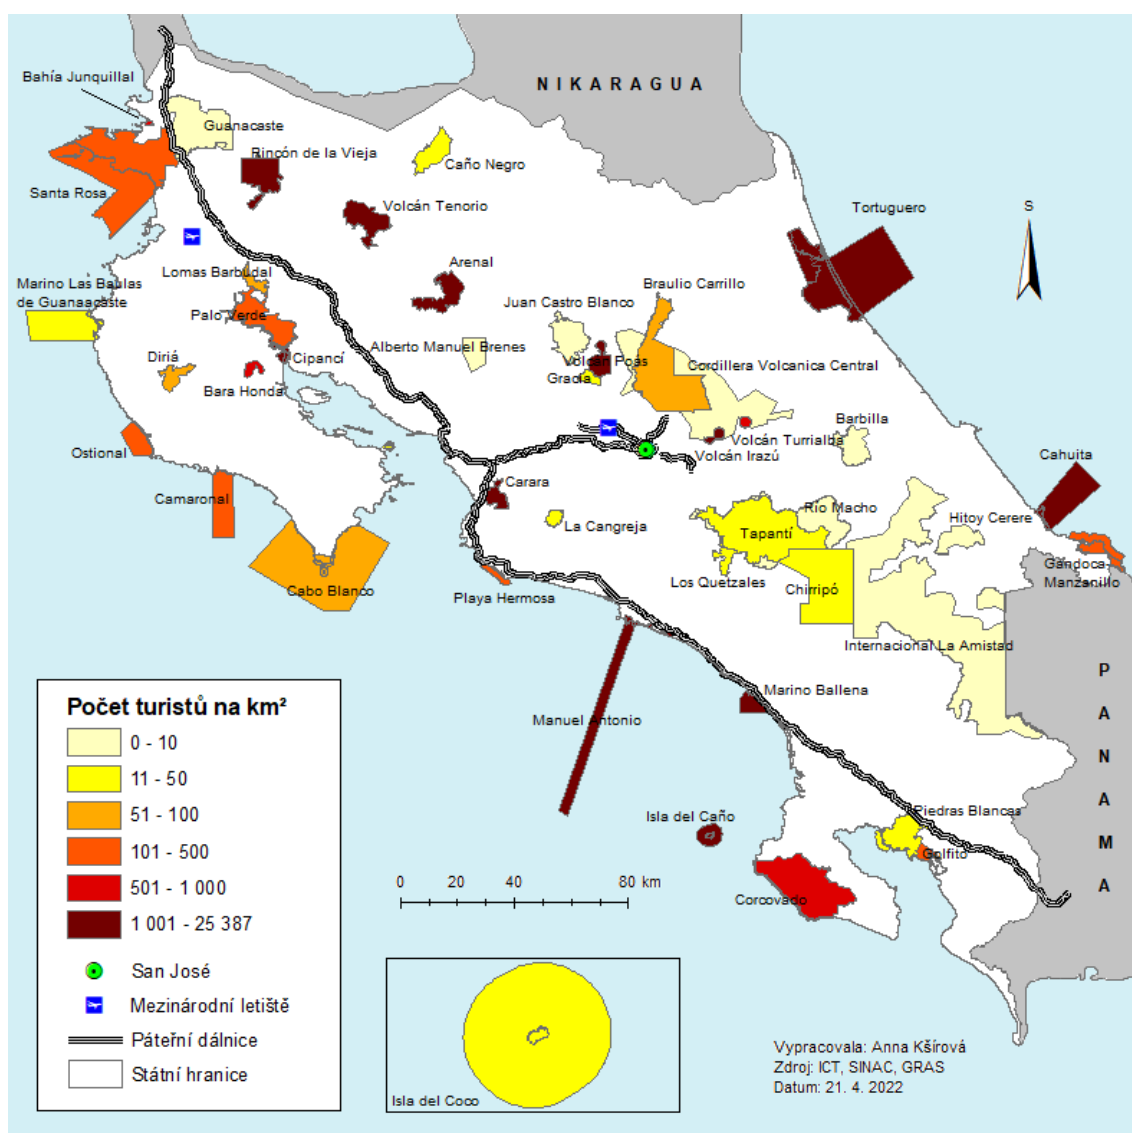 NIKARAGUA
Bahía Junquillal
Guanacaste
Rincón de la Vieja
Caño Negro
Santa Rosa
Volcán Tenorio
Tortuguero
S
Arenal
Lomas Barbudal
Marino Las Baulas
de Guanaacaste
Braulio Carrillo
Juan Castro Blanco
Palo Verde
Alberto Manuel Brenes
Diriá
Cipancí
Volcán Poás
Cordillera Volcanica Central
Gracia
Bara Honda
Barbilla
Volcán Turrialba
Ostional
Volcán Irazú
Cahuita
Carara
Camaronal
La Cangreja
Rio Macho
Hitoy Cerere
Tapantí
Gandoca
Manzanillo
Los Quetzales
Cabo Blanco
Playa Hermosa
Chirripó
Internacional La Amistad
PANAMA
Marino Ballena
Manuel Antonio
Isla del Caño
Piedras Blancas
Golfito
Corcovado
Počet turistů na km²
0 - 10
11 - 50
51 - 100
101 - 500
501 - 1 000
1 001 - 25 387
San José
Mezinárodní letiště
Páteřní dálnice
Státní hranice
0 20 40 80 km
Isla del Coco
Vypracovala: Anna Kšírová
Zdroj: ICT, SINAC, GRAS
Datum: 21. 4. 2022